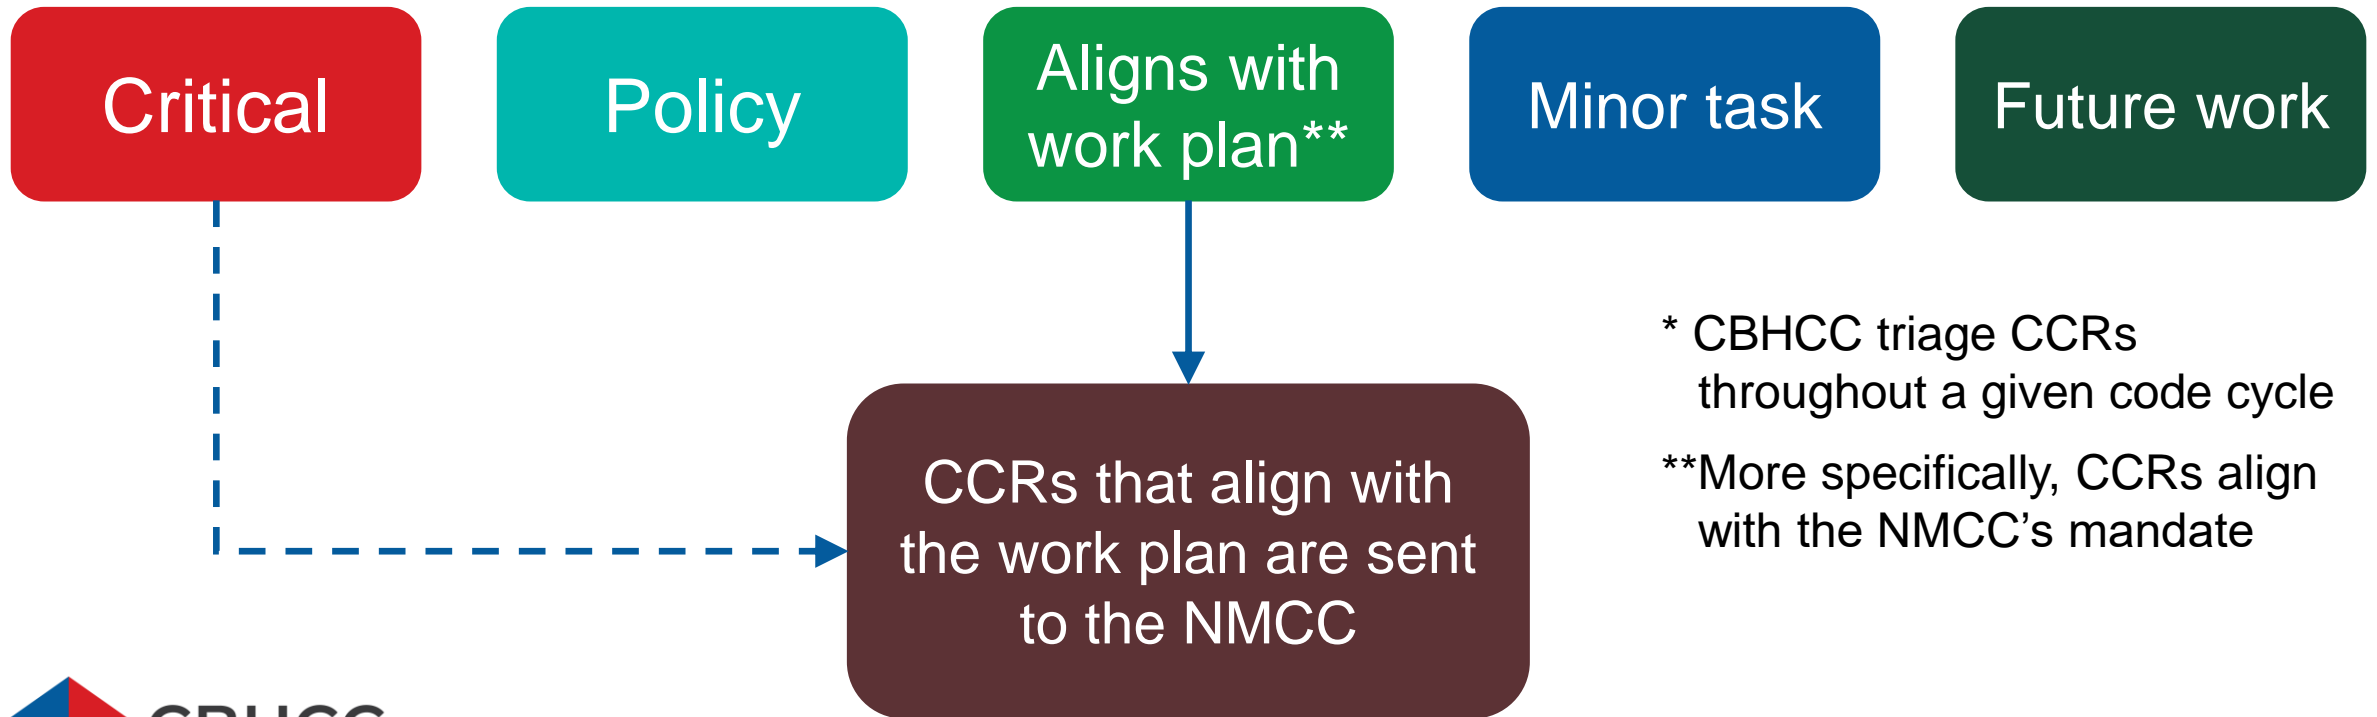 Critical
Policy
Aligns with
work plan**
Minor task
Future work
* CBHCC triage CCRs
throughout a given code cycle
**More specifically, CCRs align
with the NMCC’s mandate
CCRs that align with
the work plan are sent
to the NMCC
CBHCC